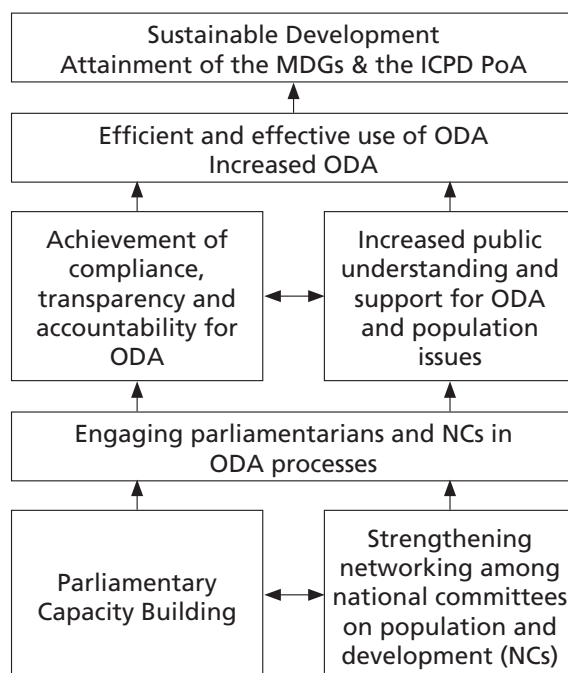 Sustainable Development
Attainment of the MDGs & the ICPD PoA
Efficient and effective use of ODA
Increased ODA
Achievement of
compliance,
transparency and
accountability for
ODA
Increased public
understanding and
support for ODA
and population
issues
Engaging parliamentarians and NCs in
ODA processes
Parliamentary
Capacity Building
Strengthening
networking among
national committees
on population and
development (NCs)